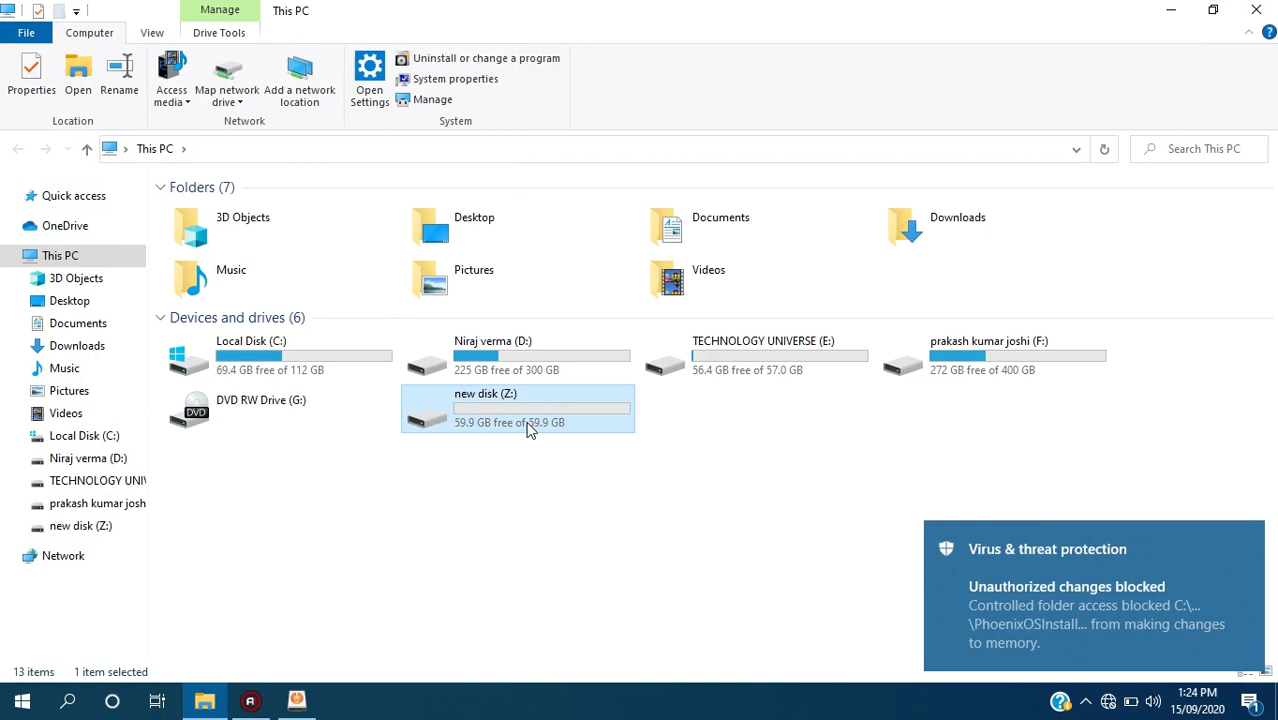 Manage
This PC
File
Computer
View
Drive Tools
Properties
Open
Rename
Access media
Map network drive
Add a network location
Open Settings
Uninstall or change a program
System properties
Manage
Location
Network
System
This PC
Search This PC
Quick access
OneDrive
This PC
3D Objects
Desktop
Documents
Downloads
Music
Pictures
Videos
Local Disk (C:)
Niraj verma (D:)
TECHNOLOGY UNIV
prakash kumar josh
new disk (Z:)
Network
Folders (7)
3D Objects
Desktop
Documents
Downloads
Music
Pictures
Videos
Devices and drives (6)
Local Disk (C:)
69.4 GB free of 112 GB
Niraj verma (D:)
225 GB free of 300 GB
TECHNOLOGY UNIVERSE (E:)
56.4 GB free of 57.0 GB
prakash kumar joshi (F:)
272 GB free of 400 GB
DVD
DVD RW Drive (G:)
new disk (Z:)
59.9 GB free of 59.9 GB
Virus & threat protection
Unauthorized changes blocked
Controlled folder access blocked C:\...
\PhoenixOSInstall... from making changes
to memory.
13 items
1 item selected
1:24 PM
15/09/2020
1